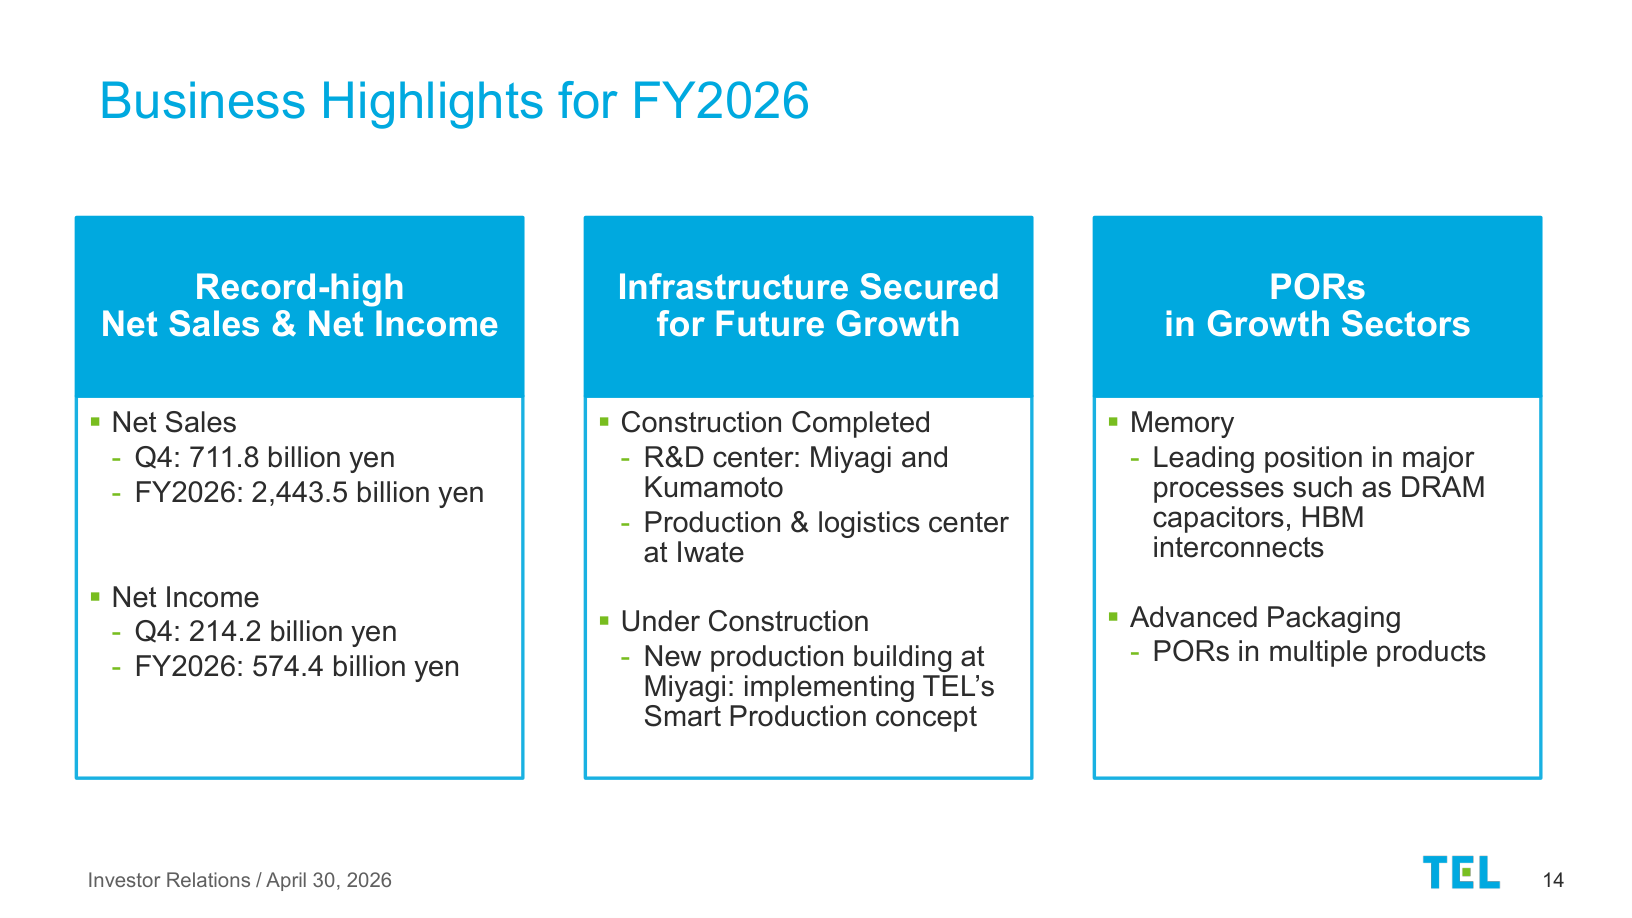 Business Highlights for FY2026
Record-high
Net Sales & Net Income
▪ Net Sales
- Q4: 711.8 billion yen
- FY2026: 2,443.5 billion yen
▪ Net Income
- Q4: 214.2 billion yen
- FY2026: 574.4 billion yen
Infrastructure Secured
for Future Growth
▪ Construction Completed
- R&D center: Miyagi and
Kumamoto
- Production & logistics center
at Iwate
▪ Under Construction
- New production building at
Miyagi: implementing TEL’s
Smart Production concept
PORs
in Growth Sectors
▪ Memory
- Leading position in major
processes such as DRAM
capacitors, HBM
interconnects
▪ Advanced Packaging
- PORs in multiple products
Investor Relations / April 30, 2026
TEL
14